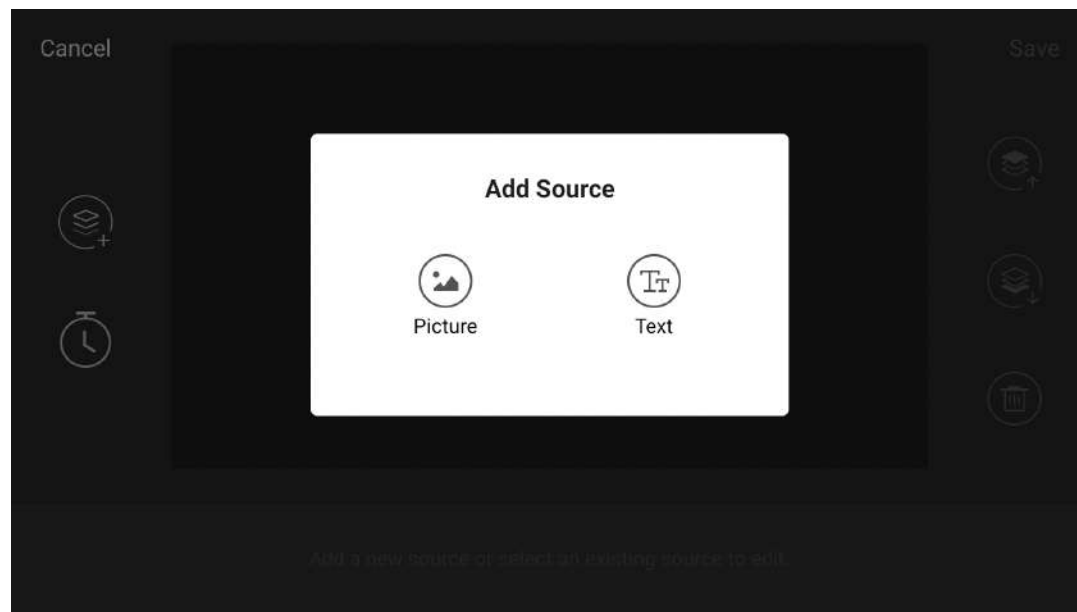 Cancel
Save
Add Source
Picture
Text
Add a new source or select an existing source to edit.